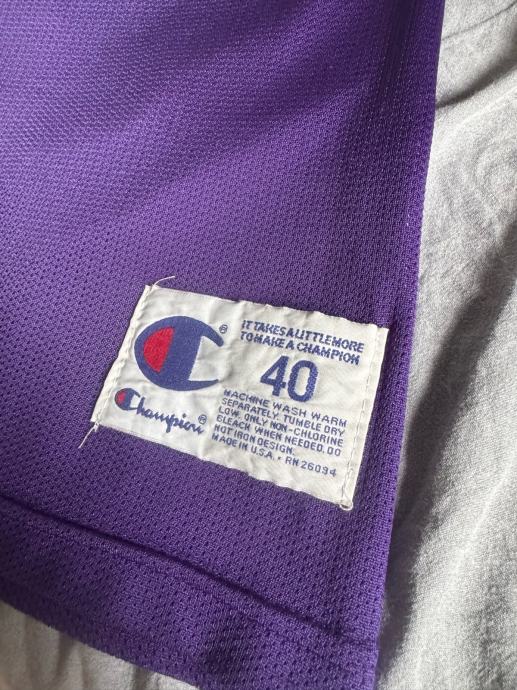 IT TAKES A LITTLE MORE
TO MAKE A CHAMPION
®
40
Champion®
MACHINE WASH WARM
SEPARATELY. TUMBLE DRY
LOW. ONLY NON-CHLORINE
BLEACH WHEN NEEDED. DO
NOT IRON DESIGN.
MADE IN U.S.A. • RN 26094